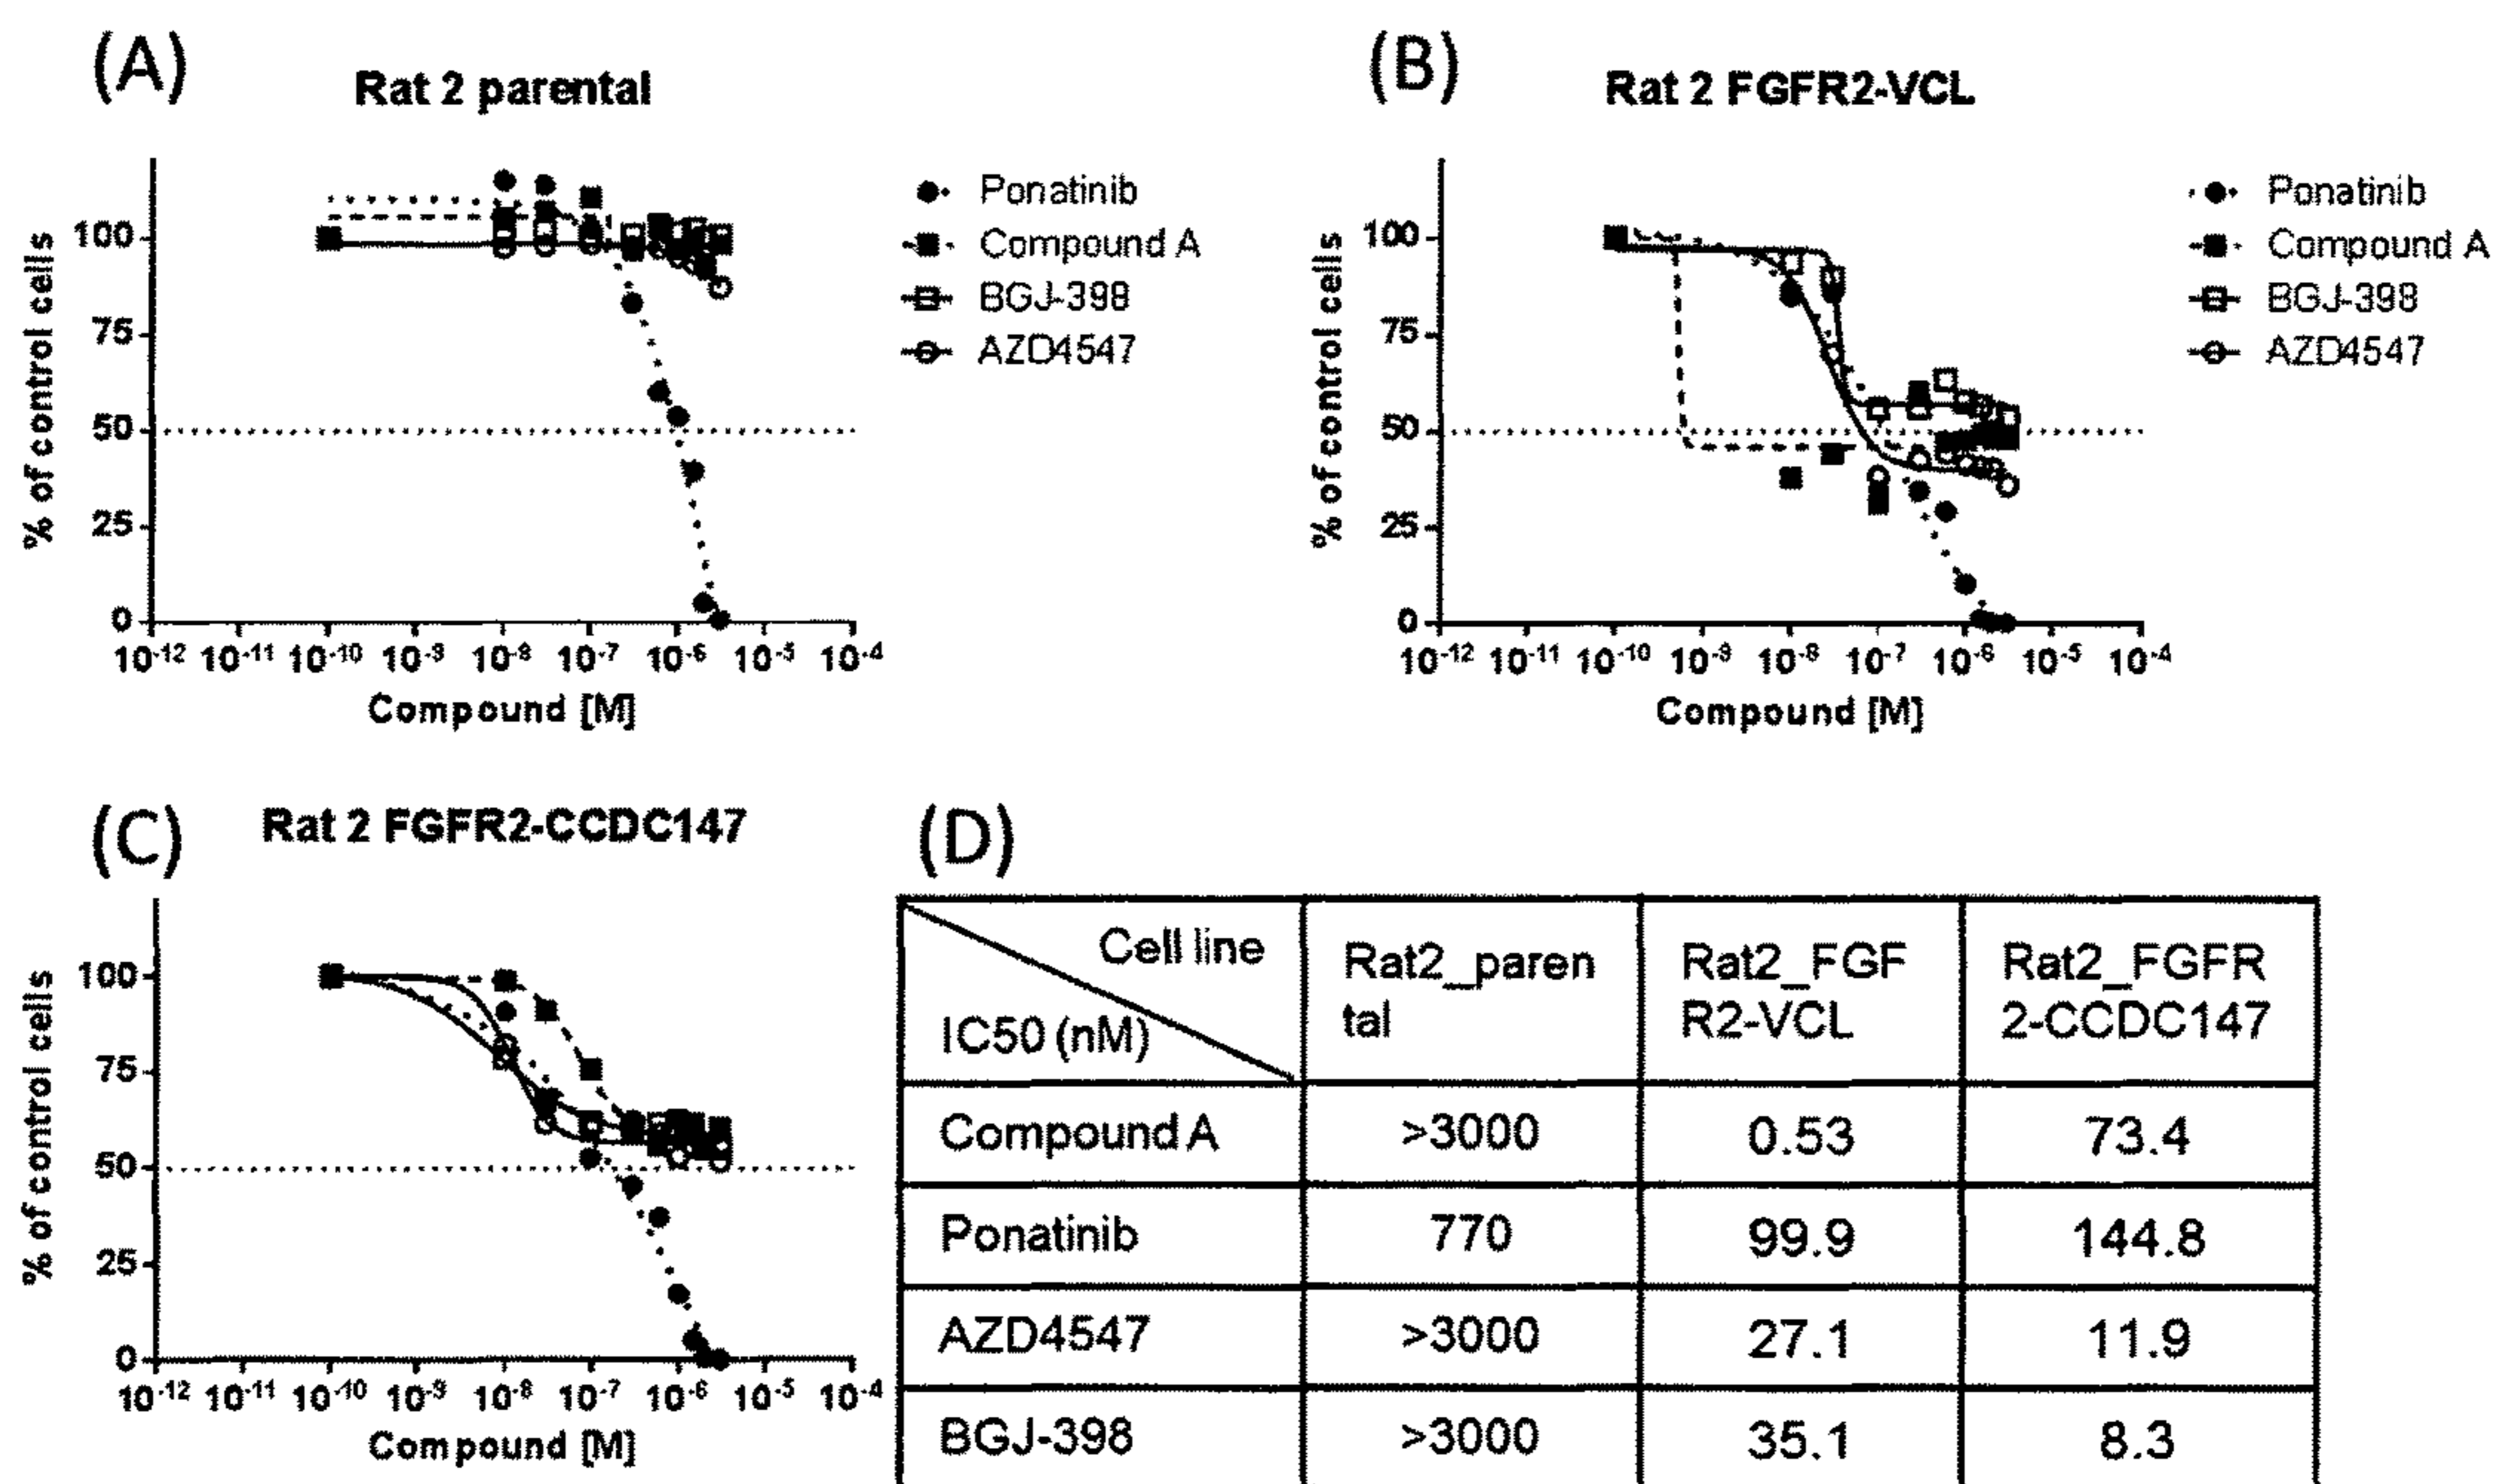 (A)
Rat 2 parental
% of control cells
100
75
50
25
0
10-12 10-11 10-10 10-9 10-8 10-7 10-6 10-5 10-4
Compound [M]
Ponatinib
Compound A
BGJ-398
AZD4547
(B)
Rat 2 FGFR2-VCL
% of control cells
100
75
50
25
0
10-12 10-11 10-10 10-9 10-8 10-7 10-6 10-5 10-4
Compound [M]
Ponatinib
Compound A
BGJ-398
AZD4547
(C)
Rat 2 FGFR2-CCDC147
% of control cells
100
75
50
25
0
10-12 10-11 10-10 10-9 10-8 10-7 10-6 10-5 10-4
Compound [M]
(D)
Cell line
IC50 (nM)
Rat2_paren
tal
Rat2_FGF
R2-VCL
Rat2_FGFR
2-CCDC147
Compound A >3000 0.53 73.4
Ponatinib 770 99.9 144.8
AZD4547 >3000 27.1 11.9
BGJ-398 >3000 35.1 8.3